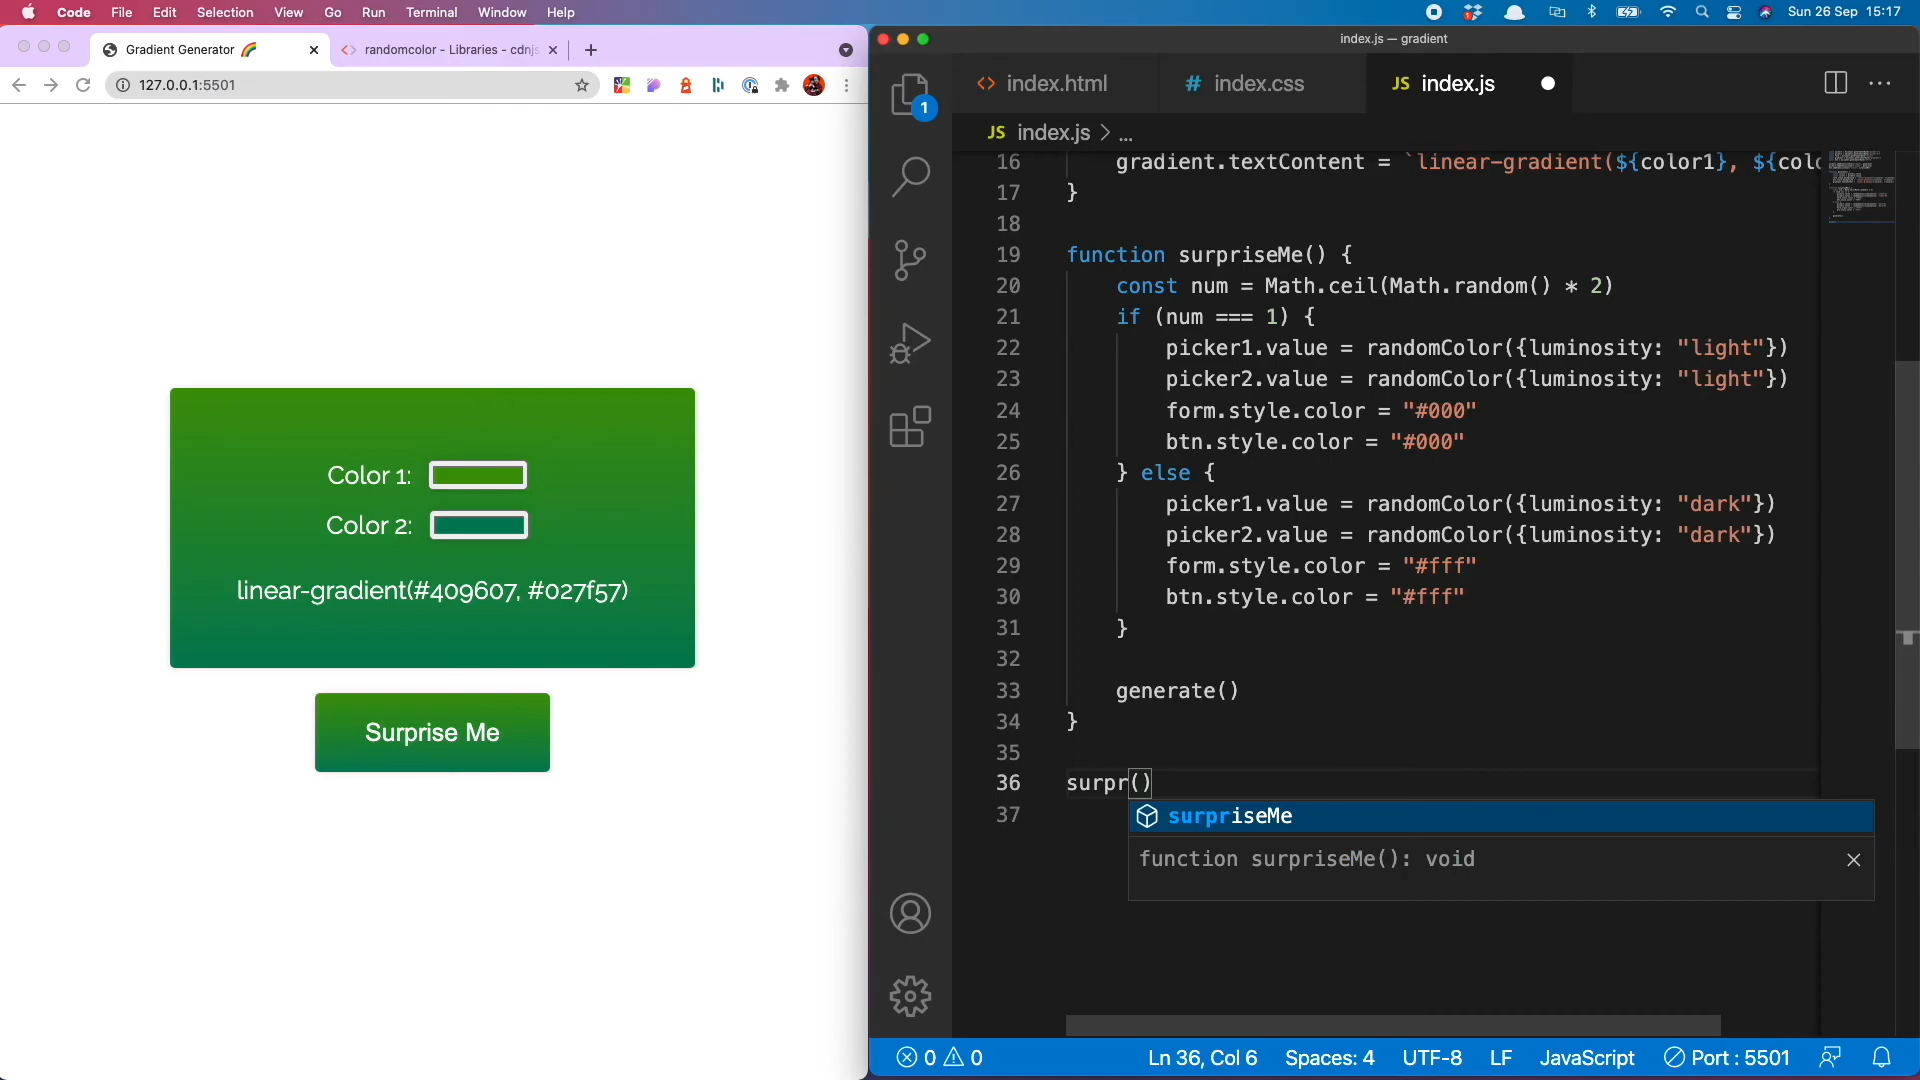 Code File Edit Selection View Go Run Terminal Window Help
Sun 26 Sep 15:17
Gradient Generator 🌈
randomcolor - Libraries - cdnjs
127.0.0.1:5501
Color 1:
Color 2:
linear-gradient(#409607, #027f57)
Surprise Me
index.js — gradient
1
index.html
index.css
JS index.js
JS index.js > ...
16 gradient.textContent = `linear-gradient(${color1}, ${colo
17 }
18
19 function surpriseMe() {
20 const num = Math.ceil(Math.random() * 2)
21 if (num === 1) {
22 picker1.value = randomColor({luminosity: "light"})
23 picker2.value = randomColor({luminosity: "light"})
24 form.style.color = "#000"
25 btn.style.color = "#000"
26 } else {
27 picker1.value = randomColor({luminosity: "dark"})
28 picker2.value = randomColor({luminosity: "dark"})
29 form.style.color = "#fff"
30 btn.style.color = "#fff"
31 }
32
33 generate()
34 }
35
36 surpr()
surpriseMe
37
function surpriseMe(): void
0 0 Ln 36, Col 6 Spaces: 4 UTF-8 LF JavaScript Port : 5501